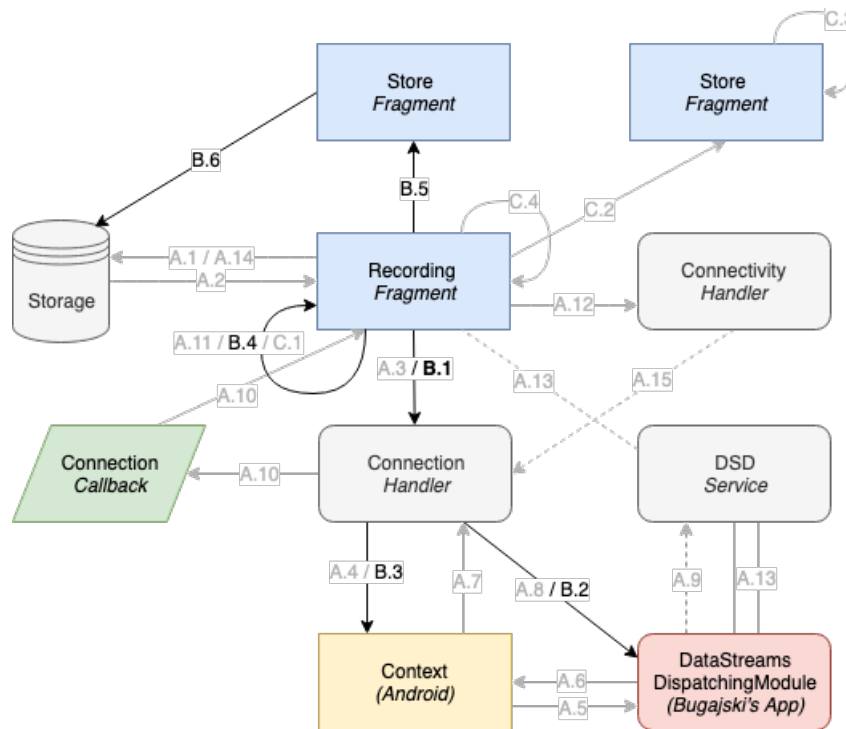 C.3
Store
Fragment
Store
Fragment
B.6
B.5
C.4
C.2
A.1 / A.14
A.2
Storage
Recording
Fragment
A.12
Connectivity
Handler
A.11 / B.4 / C.1
A.10
A.3 / B.1
A.13
A.15
Connection
Callback
A.10
Connection
Handler
DSD
Service
A.4 / B.3
A.7
A.8 / B.2
A.9
A.13
Context
(Android)
A.6
A.5
DataStreams
DispatchingModule
(Bugajski's App)